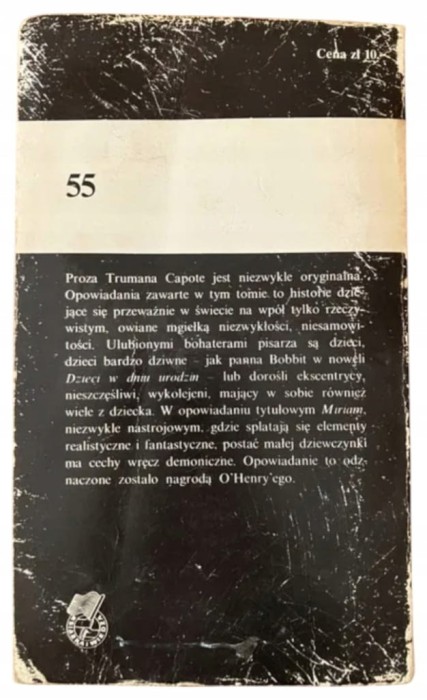 Cena zł 10,-
55
Proza Trumana Capote jest niezwykle oryginalna.
Opowiadania zawarte w tym tomie to historie dzie-
jące się przeważnie w świecie na wpół tylko rzeczy-
wistym, owiane mgiełką niezwykłości, niesamowi-
tości. Ulubionymi bohaterami pisarza są dzieci,
dzieci bardzo dziwne - jak panna Bobbit w noweli
Dzieci w dniu urodzin - lub dorośli ekscentrycy,
nieszczęśliwi, wykolejeni, mający w sobie również
wiele z dziecka. W opowiadaniu tytułowym Miriam,
niezwykle nastrojowym, gdzie splatają się elementy
realistyczne i fantastyczne, postać małej dziewczynki
ma cechy wręcz demoniczne. Opowiadanie to odz-
naczone zostało nagrodą O'Henry'ego.